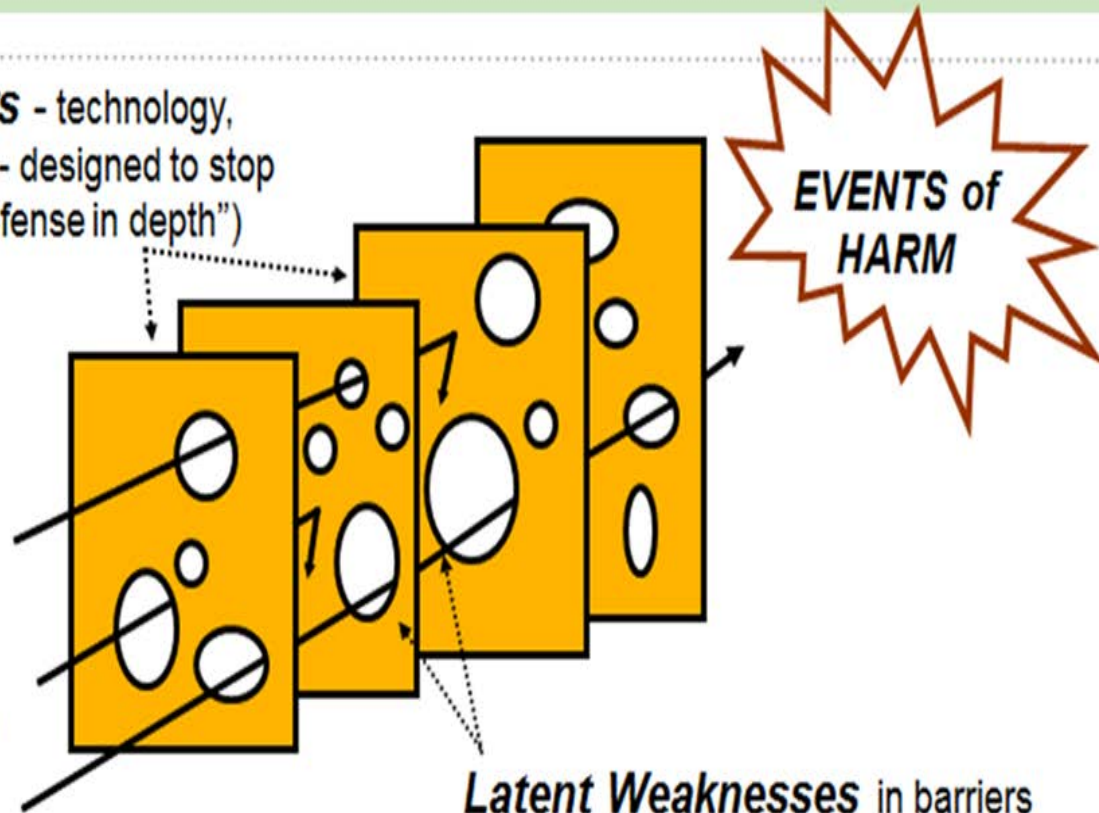 S - technology,
- designed to stop
fense in depth”)
EVENTS of
HARM
Latent Weaknesses in barriers